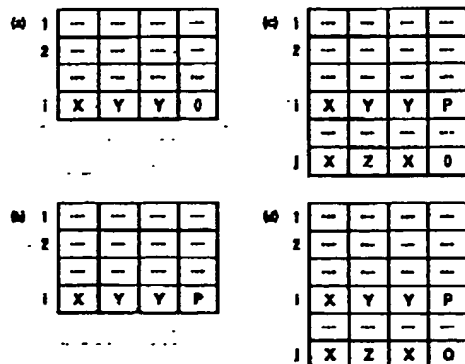 (a) 1 — — — —
2 — — — —
— — — —
i X Y Y 0
(c) 1 — — — —
2 — — — —
— — — —
i X Y Y P
— — — —
j X Z X 0
(b) 1 — — — —
2 — — — —
— — — —
i X Y Y P
(d) 1 — — — —
2 — — — —
— — — —
i X Y Y P
— — — —
j X Z X 0